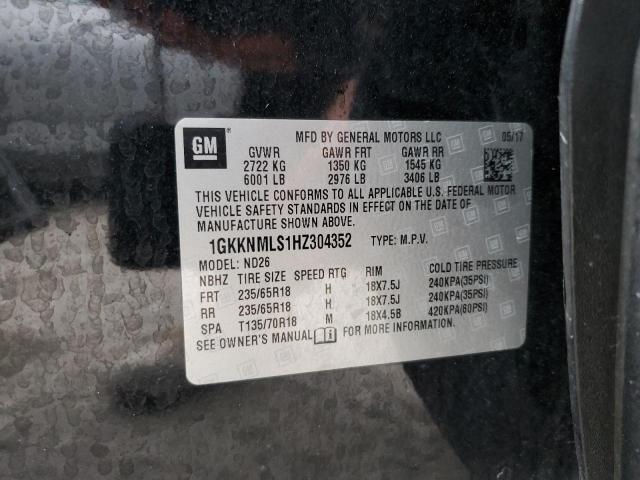 GM
MFD BY GENERAL MOTORS LLC 05/17
GVWR GAWR FRT GAWR RR
2722 KG 1350 KG 1545 KG
6001 LB 2976 LB 3406 LB
THIS VEHICLE CONFORMS TO ALL APPLICABLE U.S. FEDERAL MOTOR
VEHICLE SAFETY STANDARDS IN EFFECT ON THE DATE OF
MANUFACTURE SHOWN ABOVE.
1GKKNMLS1HZ304352 TYPE: M.P.V.
MODEL: ND26
NBHZ TIRE SIZE SPEED RTG RIM COLD TIRE PRESSURE
FRT 235/65R18 H 18X7.5J 240KPA(35PSI)
RR 235/65R18 H 18X7.5J 240KPA(35PSI)
SPA T135/70R18 M 18X4.5B 420KPA(60PSI)
SEE OWNER'S MANUAL FOR MORE INFORMATION.